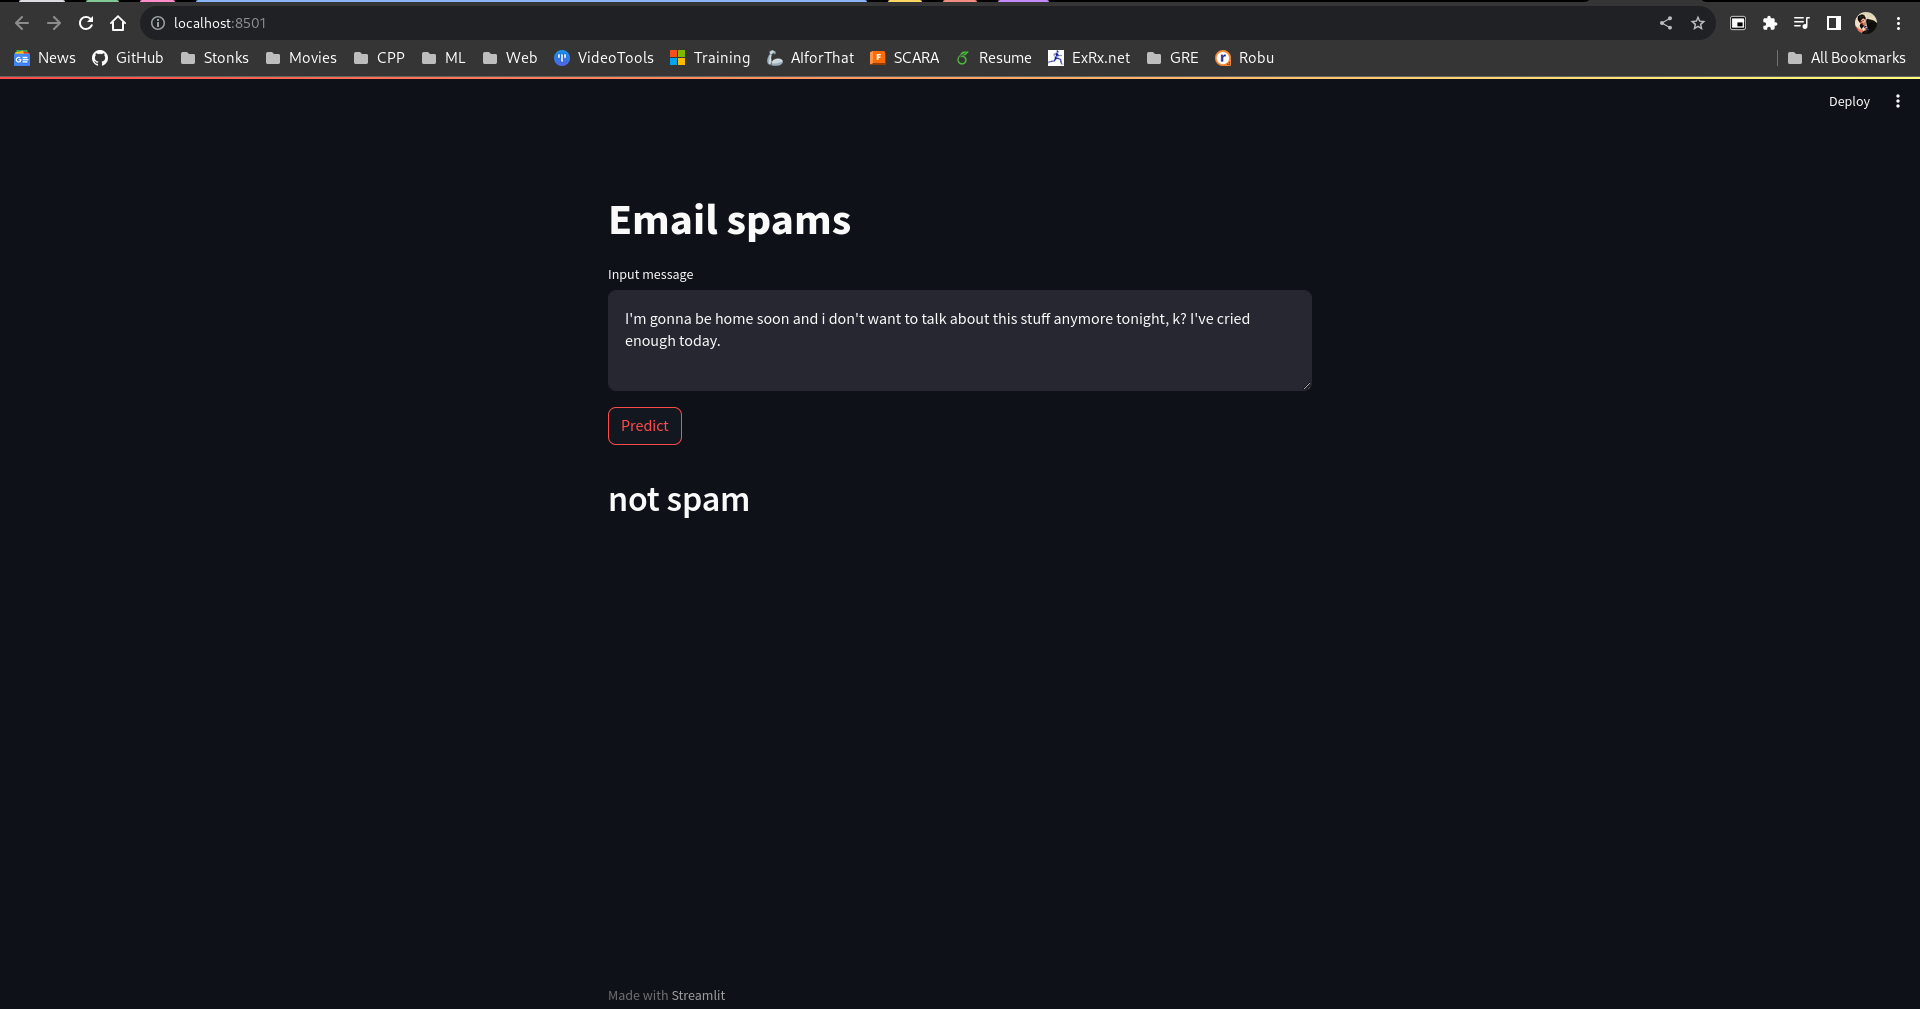 localhost:8501
News GitHub Stonks Movies CPP ML Web VideoTools Training AIforThat SCARA Resume ExRx.net GRE Robu All Bookmarks
Deploy
Email spams
Input message
I'm gonna be home soon and i don't want to talk about this stuff anymore tonight, k? I've cried
enough today.
Predict
not spam
Made with Streamlit